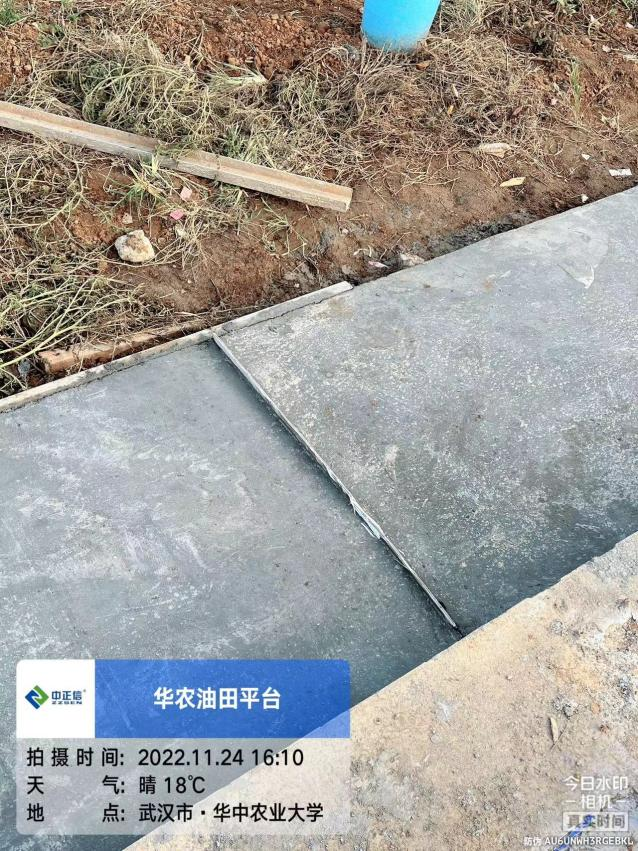 中正信®
ZZSEN
华农油田平台
拍摄时间: 2022.11.24 16:10
天气: 晴 18℃
地点: 武汉市·华中农业大学
今日水印
相机
真实时间
防伪 AU6UNWH3RGEBKL